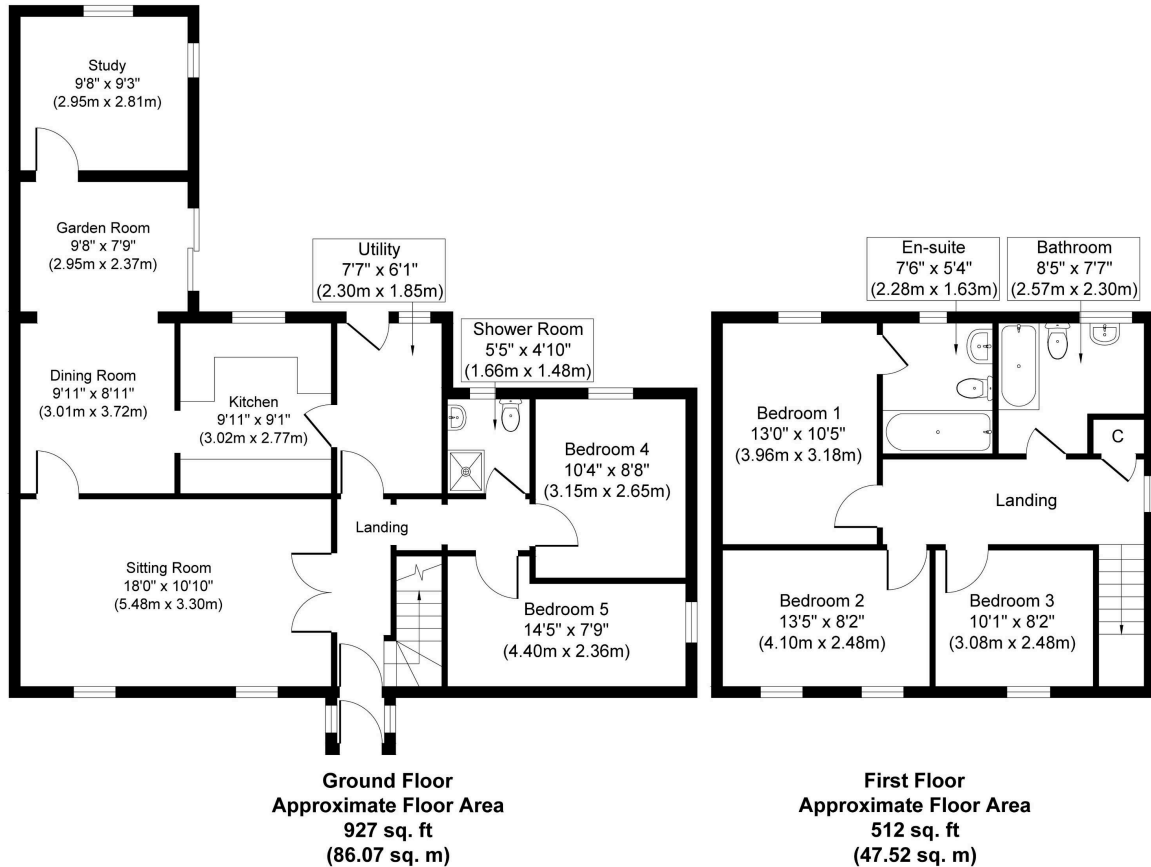 Study
9'8" x 9'3"
(2.95m x 2.81m)
Garden Room
9'8" x 7'9"
(2.95m x 2.37m)
Utility
7'7" x 6'1"
(2.30m x 1.85m)
Shower Room
5'5" x 4'10"
(1.66m x 1.48m)
Dining Room
9'11" x 8'11"
(3.01m x 3.72m)
Kitchen
9'11" x 9'1"
(3.02m x 2.77m)
Bedroom 4
10'4" x 8'8"
(3.15m x 2.65m)
Landing
Sitting Room
18'0" x 10'10"
(5.48m x 3.30m)
Bedroom 5
14'5" x 7'9"
(4.40m x 2.36m)
Ground Floor
Approximate Floor Area
927 sq. ft
(86.07 sq. m)
En-suite
7'6" x 5'4"
(2.28m x 1.63m)
Bathroom
8'5" x 7'7"
(2.57m x 2.30m)
Bedroom 1
13'0" x 10'5"
(3.96m x 3.18m)
C
Landing
Bedroom 2
13'5" x 8'2"
(4.10m x 2.48m)
Bedroom 3
10'1" x 8'2"
(3.08m x 2.48m)
First Floor
Approximate Floor Area
512 sq. ft
(47.52 sq. m)